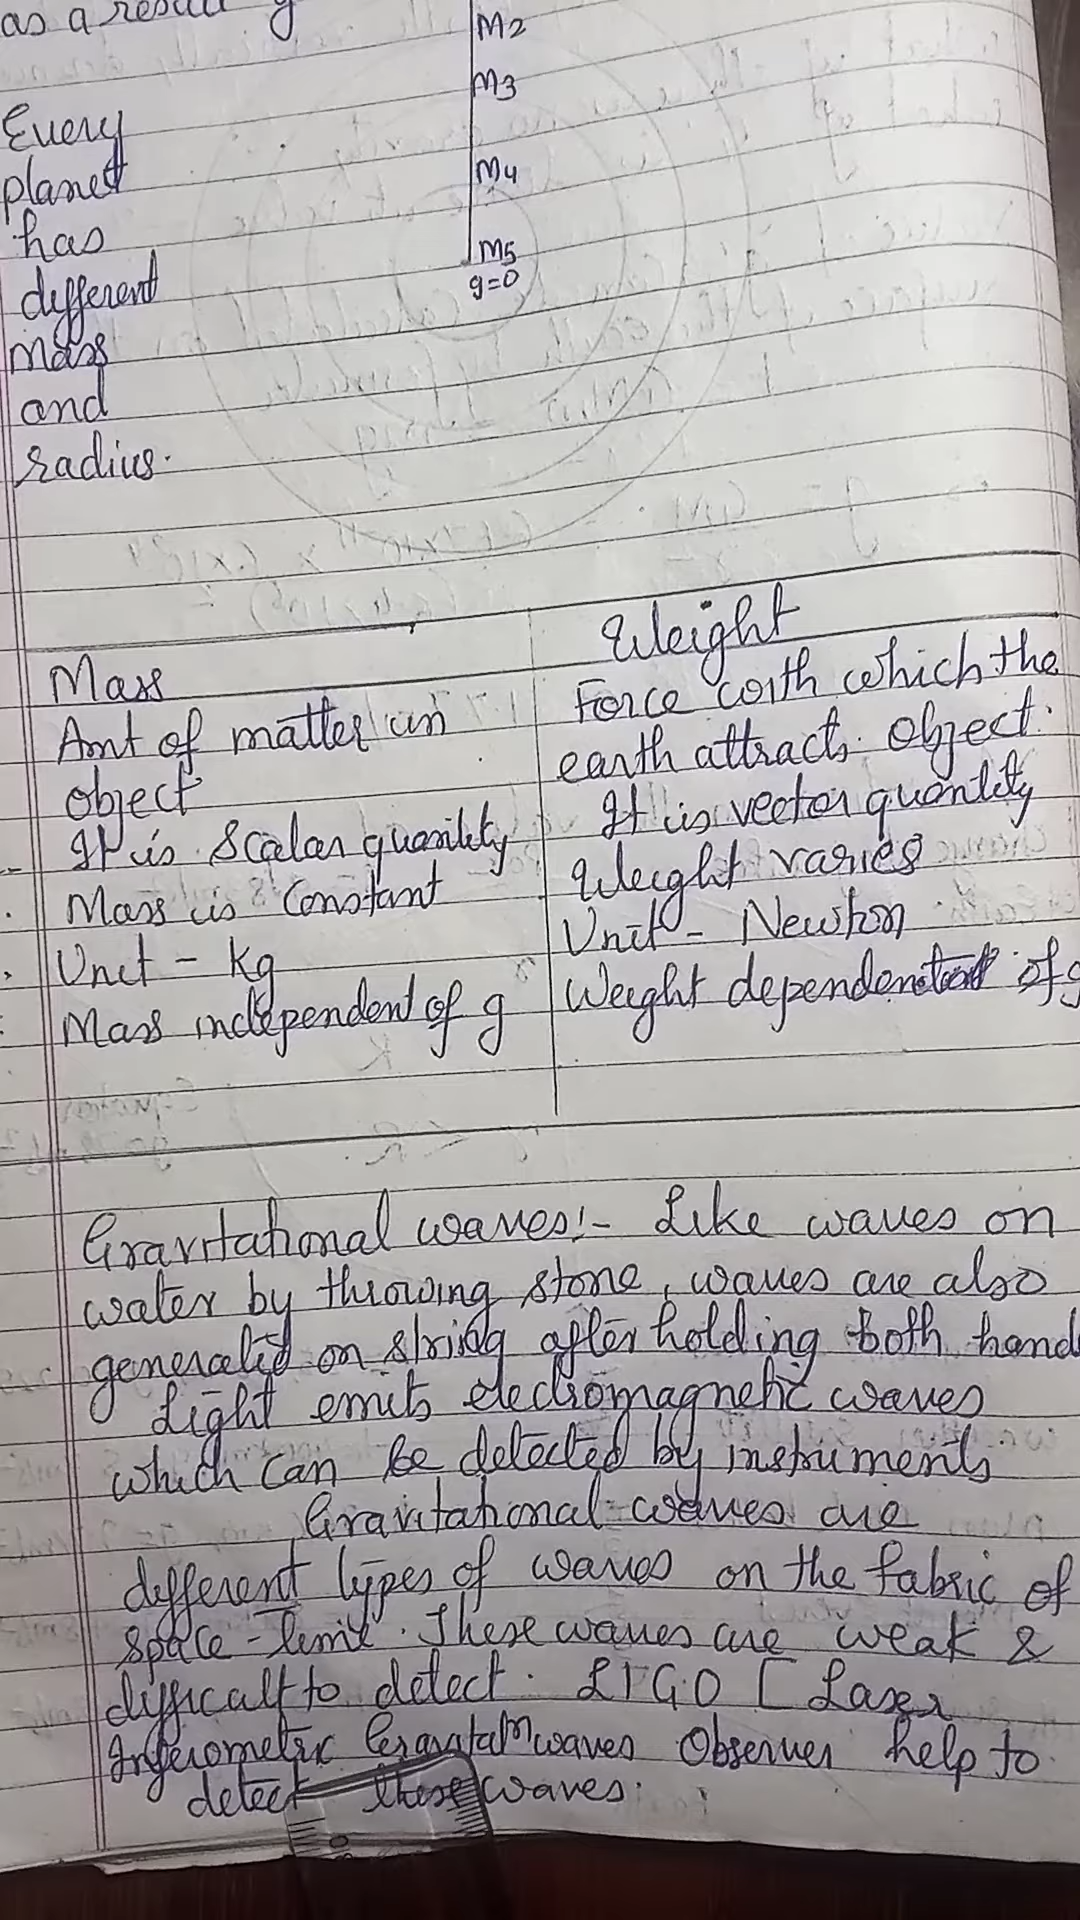 as a result g
M2
M3
Every
planet
M4
has
M5
different
g=0
mass
and
radius.
Mass
Weight
Amt of matter in
Force with which the
object
earth attracts object.
It is Scalar quanitity
It is vector quantity
Mass is Constant
Weight varies
Unit - Kg
Unit - Newton
Mass independent of g
Weight dependent of g
Gravitational waves:- Like waves on
water by throwing stone, waves are also
generated on string after holding both hand
Light emits electromagnetic waves
which can be detected by instruments
Gravitational waves are
different types of waves on the fabric of
space-time. These waves are weak &
difficult to detect. LIGO [ Laser
Inferometric Gravitatn waves Observer help to
detect these waves.